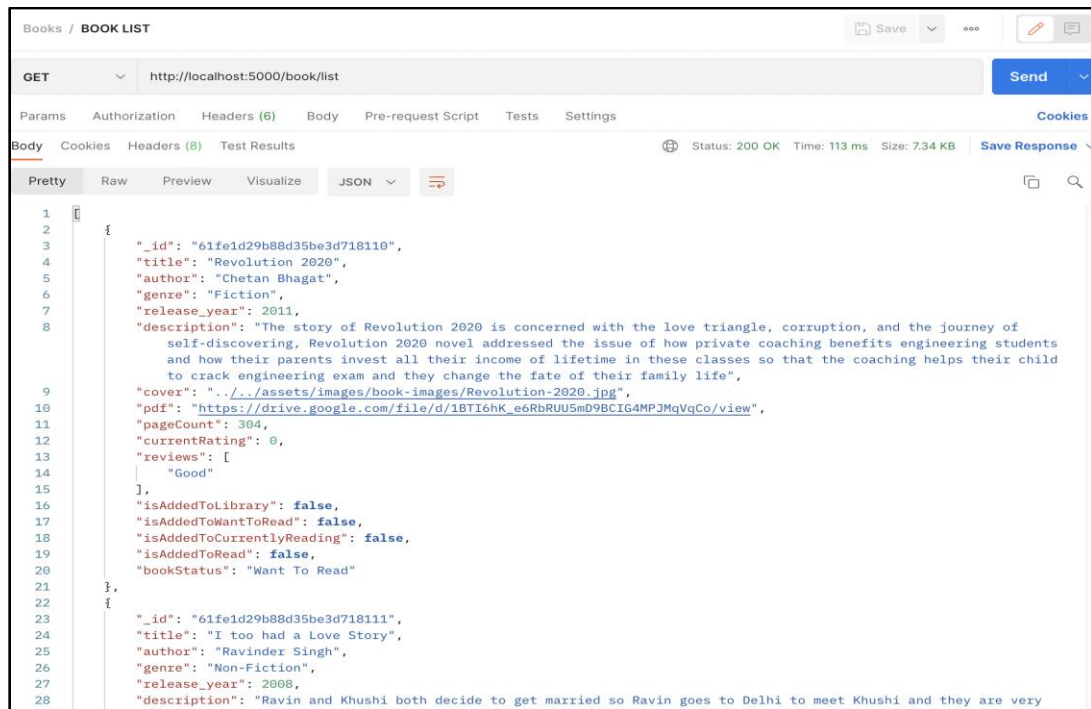 Books / BOOK LIST
Save
GET http://localhost:5000/book/list Send
Params Authorization Headers (6) Body Pre-request Script Tests Settings Cookies
Body Cookies Headers (8) Test Results Status: 200 OK Time: 113 ms Size: 7.34 KB Save Response
Pretty Raw Preview Visualize JSON
1 [
2 {
3 "_id": "61fe1d29b88d35be3d718110",
4 "title": "Revolution 2020",
5 "author": "Chetan Bhagat",
6 "genre": "Fiction",
7 "release_year": 2011,
8 "description": "The story of Revolution 2020 is concerned with the love triangle, corruption, and the journey of
self-discovering, Revolution 2020 novel addressed the issue of how private coaching benefits engineering students
and how their parents invest all their income of lifetime in these classes so that the coaching helps their child
to crack engineering exam and they change the fate of their family life",
9 "cover": "../../assets/images/book-images/Revolution-2020.jpg",
10 "pdf": "https://drive.google.com/file/d/1BTI6hK_e6RbRUU5mD9BCIG4MPJMqVqCo/view",
11 "pageCount": 304,
12 "currentRating": 0,
13 "reviews": [
14 "Good"
15 ],
16 "isAddedToLibrary": false,
17 "isAddedToWantToRead": false,
18 "isAddedToCurrentlyReading": false,
19 "isAddedToRead": false,
20 "bookStatus": "Want To Read"
21 },
22 {
23 "_id": "61fe1d29b88d35be3d718111",
24 "title": "I too had a Love Story",
25 "author": "Ravinder Singh",
26 "genre": "Non-Fiction",
27 "release_year": 2008,
28 "description": "Ravin and Khushi both decide to get married so Ravin goes to Delhi to meet Khushi and they are very